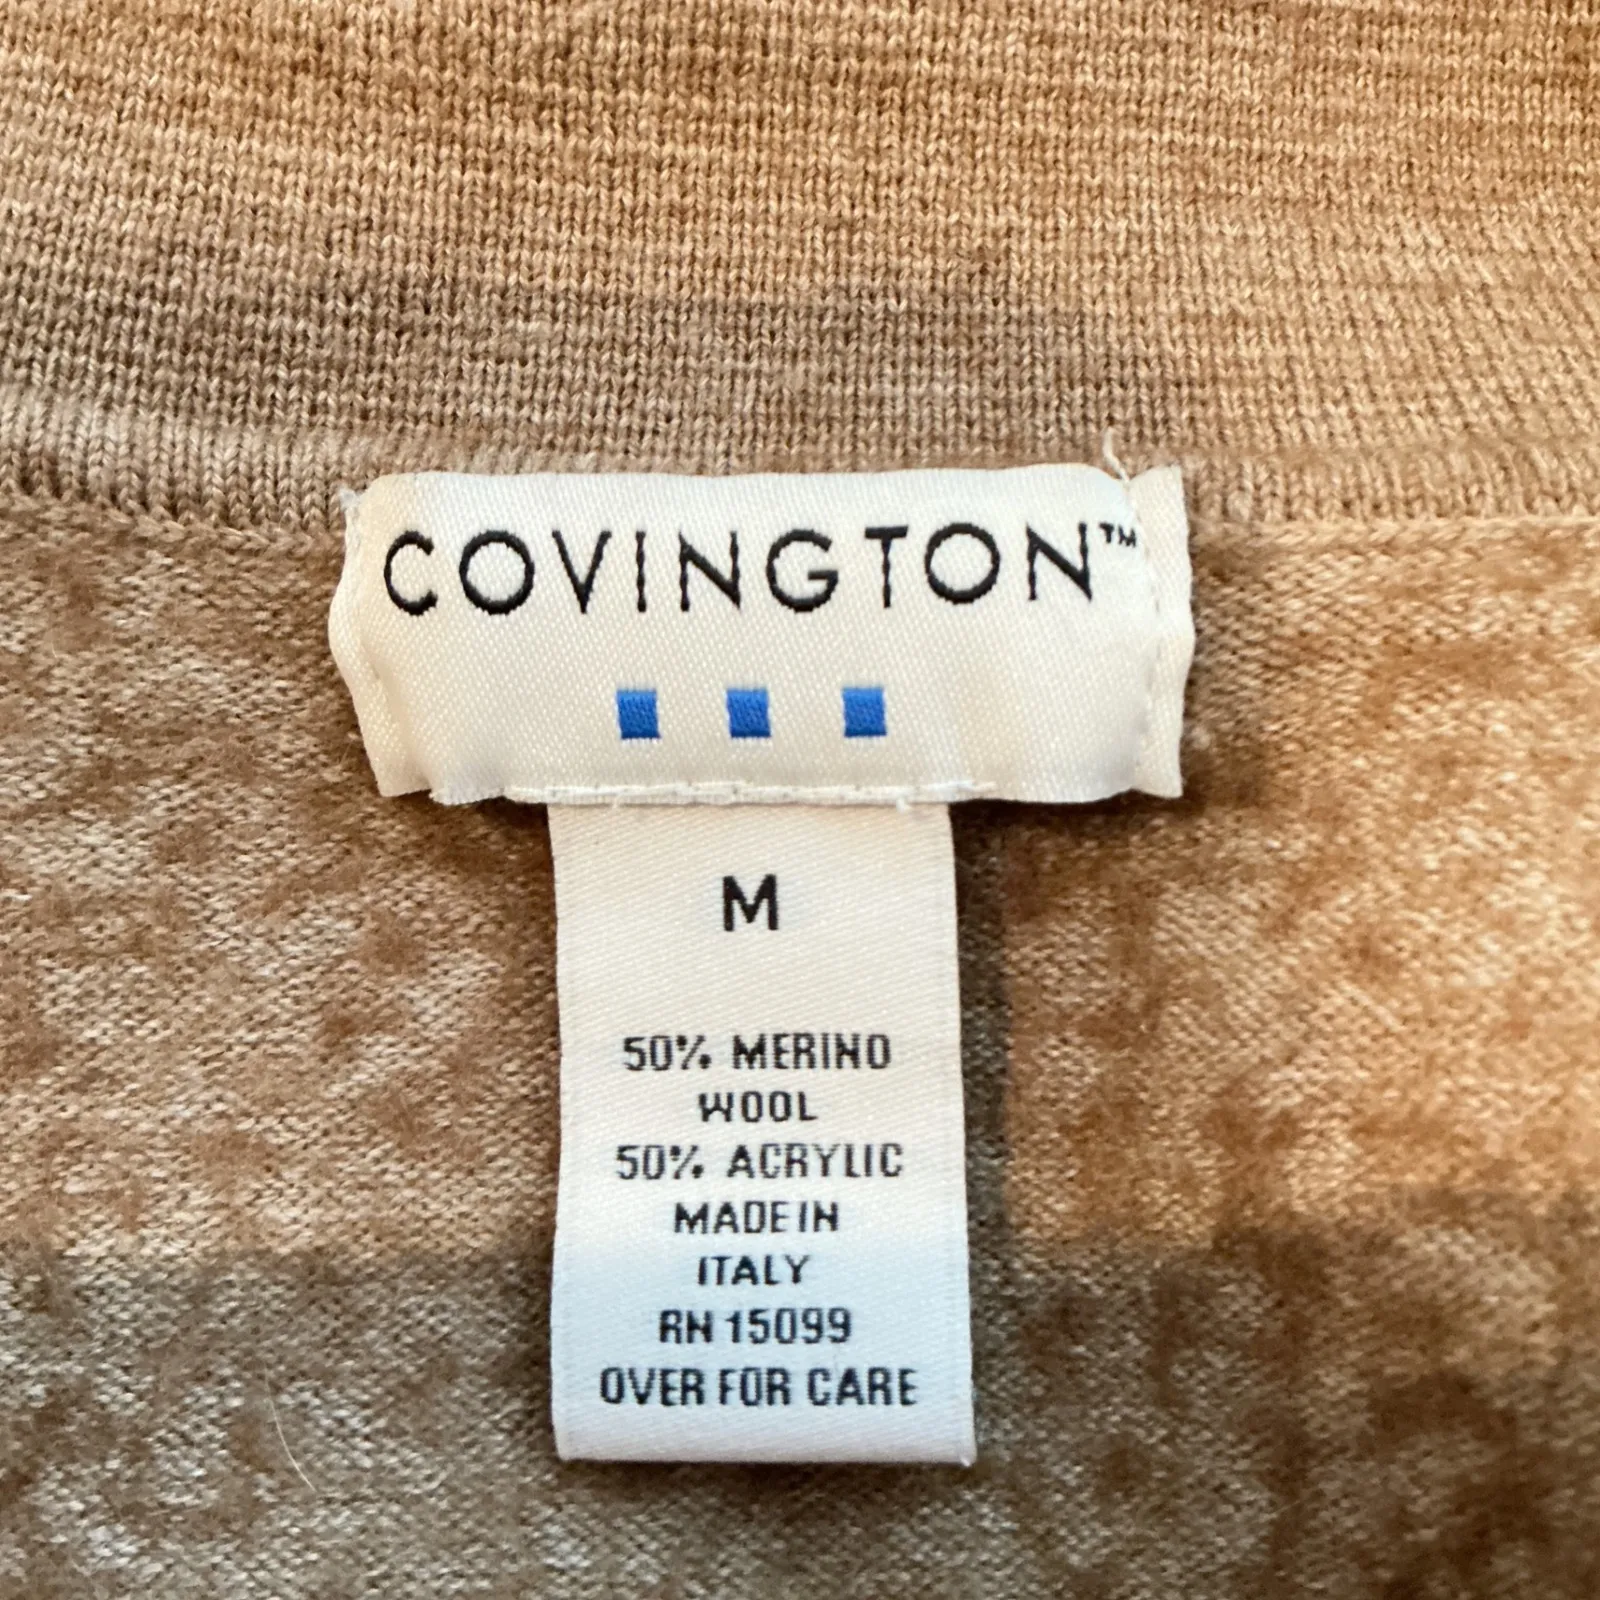 COVINGTON™
M
50% MERINO
WOOL
50% ACRYLIC
MADE IN
ITALY
RN 15099
OVER FOR CARE